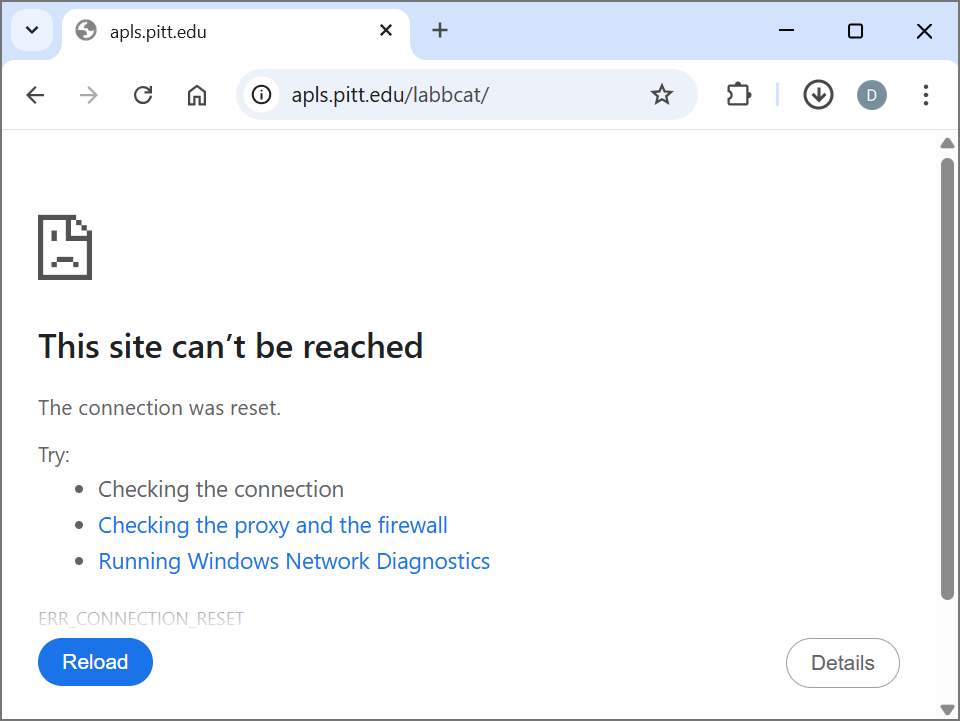 apls.pitt.edu
apls.pitt.edu/labbcat/
D
This site can’t be reached
The connection was reset.
Try:
Checking the connection
Checking the proxy and the firewall
Running Windows Network Diagnostics
ERR_CONNECTION_RESET
Reload
Details